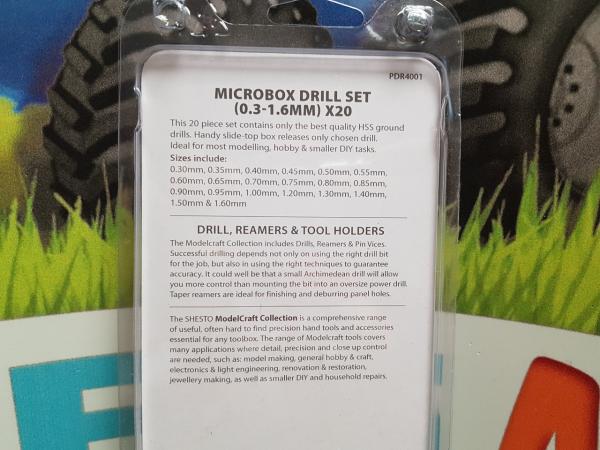 PDR4001
MICROBOX DRILL SET
(0.3-1.6MM) X20
This 20 piece set contains only the best quality HSS ground
drills. Handy slide-top box releases only chosen drill.
Ideal for most modelling, hobby & smaller DIY tasks.
Sizes include:
0.30mm, 0.35mm, 0.40mm, 0.45mm, 0.50mm, 0.55mm,
0.60mm, 0.65mm, 0.70mm, 0.75mm, 0.80mm, 0.85mm,
0.90mm, 0.95mm, 1.00mm, 1.20mm, 1.30mm, 1.40mm,
1.50mm & 1.60mm
DRILL, REAMERS & TOOL HOLDERS
The Modelcraft Collection includes Drills, Reamers & Pin Vices.
Successful drilling depends not only on using the right drill bit
for the job, but also in using the right techniques to guarantee
accuracy. It could well be that a small Archimedean drill will allow
you more control than mounting the bit into an oversize power drill.
Taper reamers are ideal for finishing and deburring panel holes.
The SHESTO ModelCraft Collection is a comprehensive range
of useful, often hard to find precision hand tools and accessories
essential for any toolbox. The range of Modelcraft tools covers
many applications where detail, precision and close up control
are needed, such as: model making, general hobby & craft,
electronics & light engineering, renovation & restoration,
jewellery making, as well as smaller DIY and household repairs.